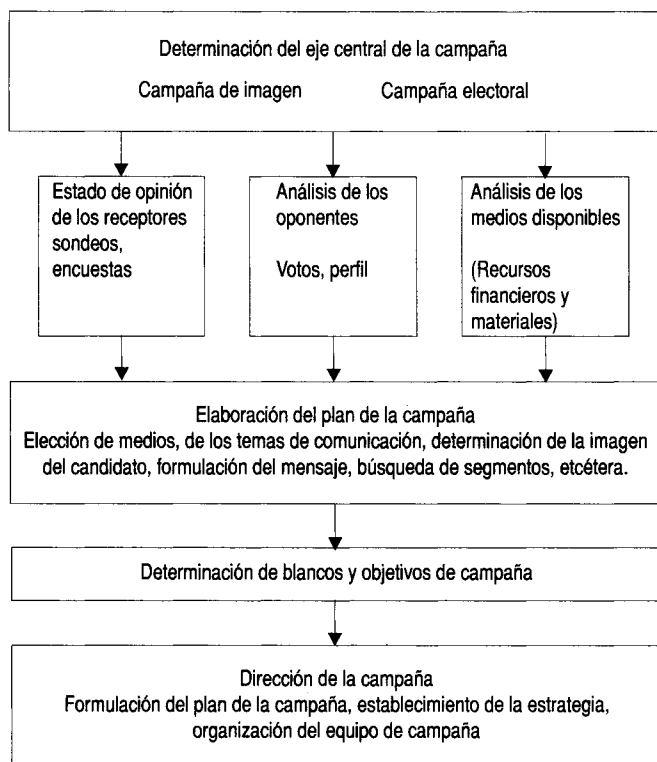 Determinación del eje central de la campaña
Campaña de imagen Campaña electoral
Estado de opinión
de los receptores
sondeos,
encuestas
Análisis de los
oponentes
Votos, perfil
Análisis de los
medios disponibles
(Recursos
financieros y
materiales)
Elaboración del plan de la campaña
Elección de medios, de los temas de comunicación, determinación de la imagen
del candidato, formulación del mensaje, búsqueda de segmentos, etcétera.
Determinación de blancos y objetivos de campaña
Dirección de la campaña
Formulación del plan de la campaña, establecimiento de la estrategia,
organización del equipo de campaña